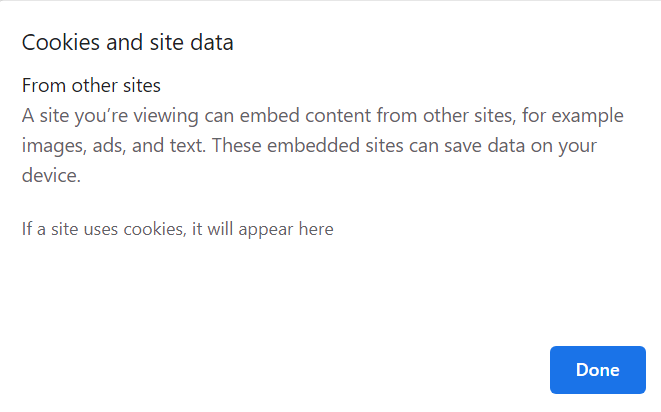 Cookies and site data
From other sites
A site you’re viewing can embed content from other sites, for example
images, ads, and text. These embedded sites can save data on your
device.
If a site uses cookies, it will appear here
Done